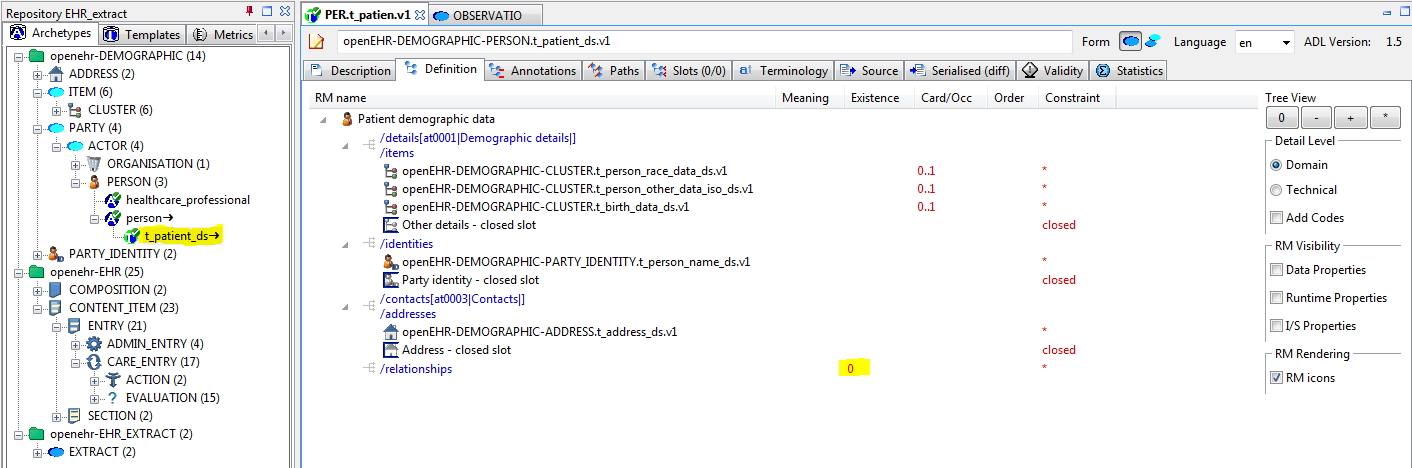 Repository EHR_extract
Archetypes Templates Metrics
openehr-DEMOGRAPHIC (14)
ADDRESS (2)
ITEM (6)
CLUSTER (6)
PARTY (4)
ACTOR (4)
ORGANISATION (1)
PERSON (3)
healthcare_professional
person→
t_patient_ds→
PARTY_IDENTITY (2)
openehr-EHR (25)
COMPOSITION (2)
CONTENT_ITEM (23)
ENTRY (21)
ADMIN_ENTRY (4)
CARE_ENTRY (17)
ACTION (2)
EVALUATION (15)
SECTION (2)
openehr-EHR_EXTRACT (2)
EXTRACT (2)
PER.t_patien.v1 OBSERVATIO
openEHR-DEMOGRAPHIC-PERSON.t_patient_ds.v1 Form Language en ADL Version: 1.5
Description Definition Annotations Paths Slots (0/0) Terminology Source Serialised (diff) Validity Statistics
RM name Meaning Existence Card/Occ Order Constraint
Patient demographic data
/details[at0001|Demographic details|]
/items
openEHR-DEMOGRAPHIC-CLUSTER.t_person_race_data_ds.v1 0..1 *
openEHR-DEMOGRAPHIC-CLUSTER.t_person_other_data_iso_ds.v1 0..1 *
openEHR-DEMOGRAPHIC-CLUSTER.t_birth_data_ds.v1 0..1 *
Other details - closed slot closed
/identities
openEHR-DEMOGRAPHIC-PARTY_IDENTITY.t_person_name_ds.v1 *
Party identity - closed slot closed
/contacts[at0003|Contacts|]
/addresses
openEHR-DEMOGRAPHIC-ADDRESS.t_address_ds.v1 *
Address - closed slot closed
/relationships 0 *
Tree View
0 - + *
Detail Level
Domain
Technical
Add Codes
RM Visibility
Data Properties
Runtime Properties
I/S Properties
RM Rendering
RM icons